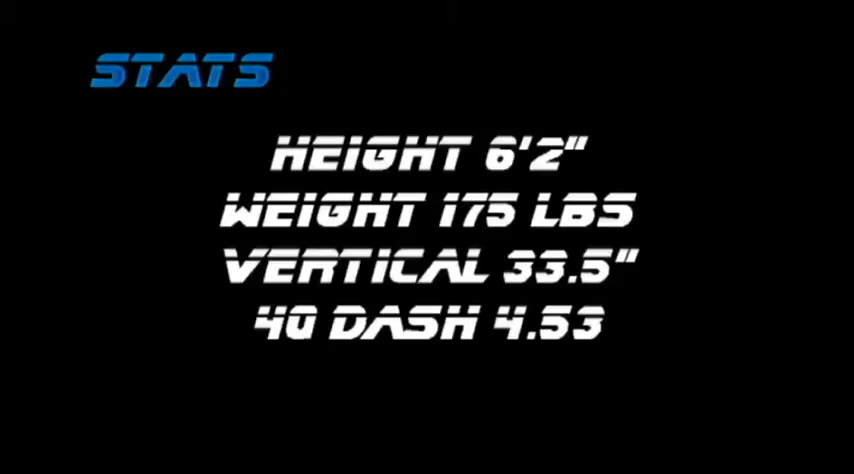 STATS
HEIGHT 6'2"
WEIGHT 175 LBS
VERTICAL 33.5"
40 DASH 4.53